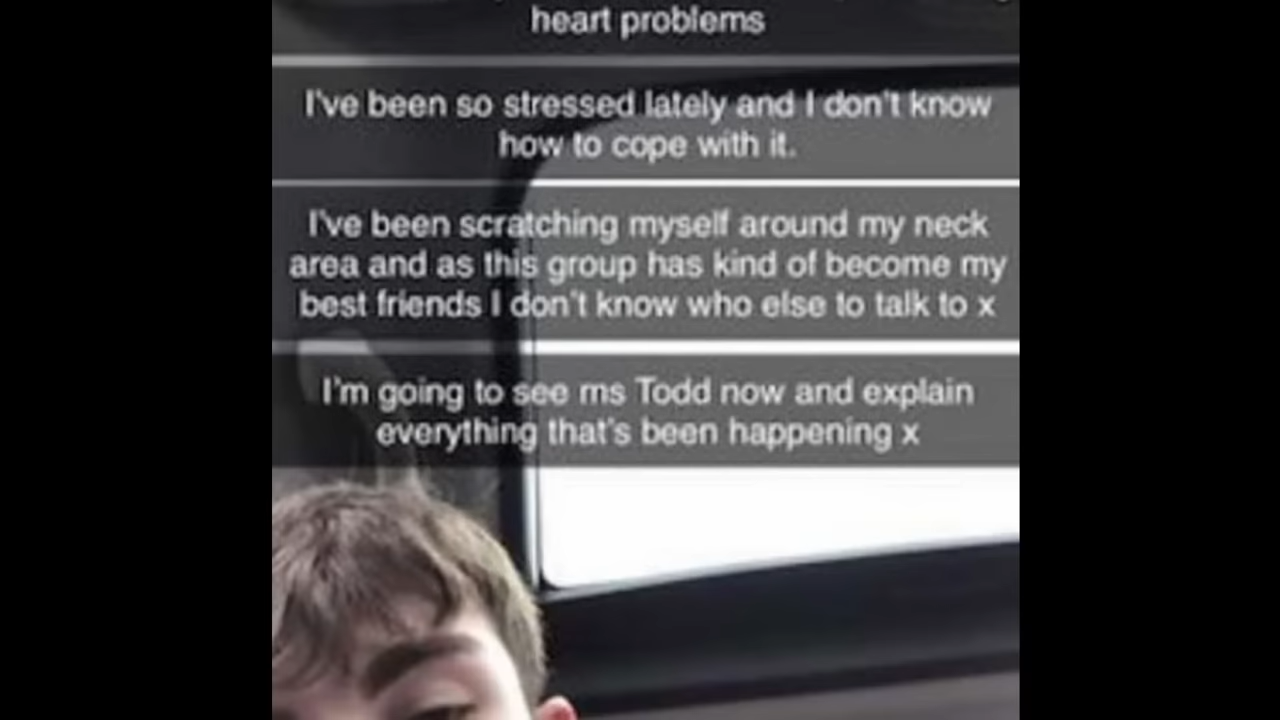 heart problems
I've been so stressed lately and I don't know
how to cope with it.
I've been scratching myself around my neck
area and as this group has kind of become my
best friends I don't know who else to talk to x
I'm going to see ms Todd now and explain
everything that's been happening x